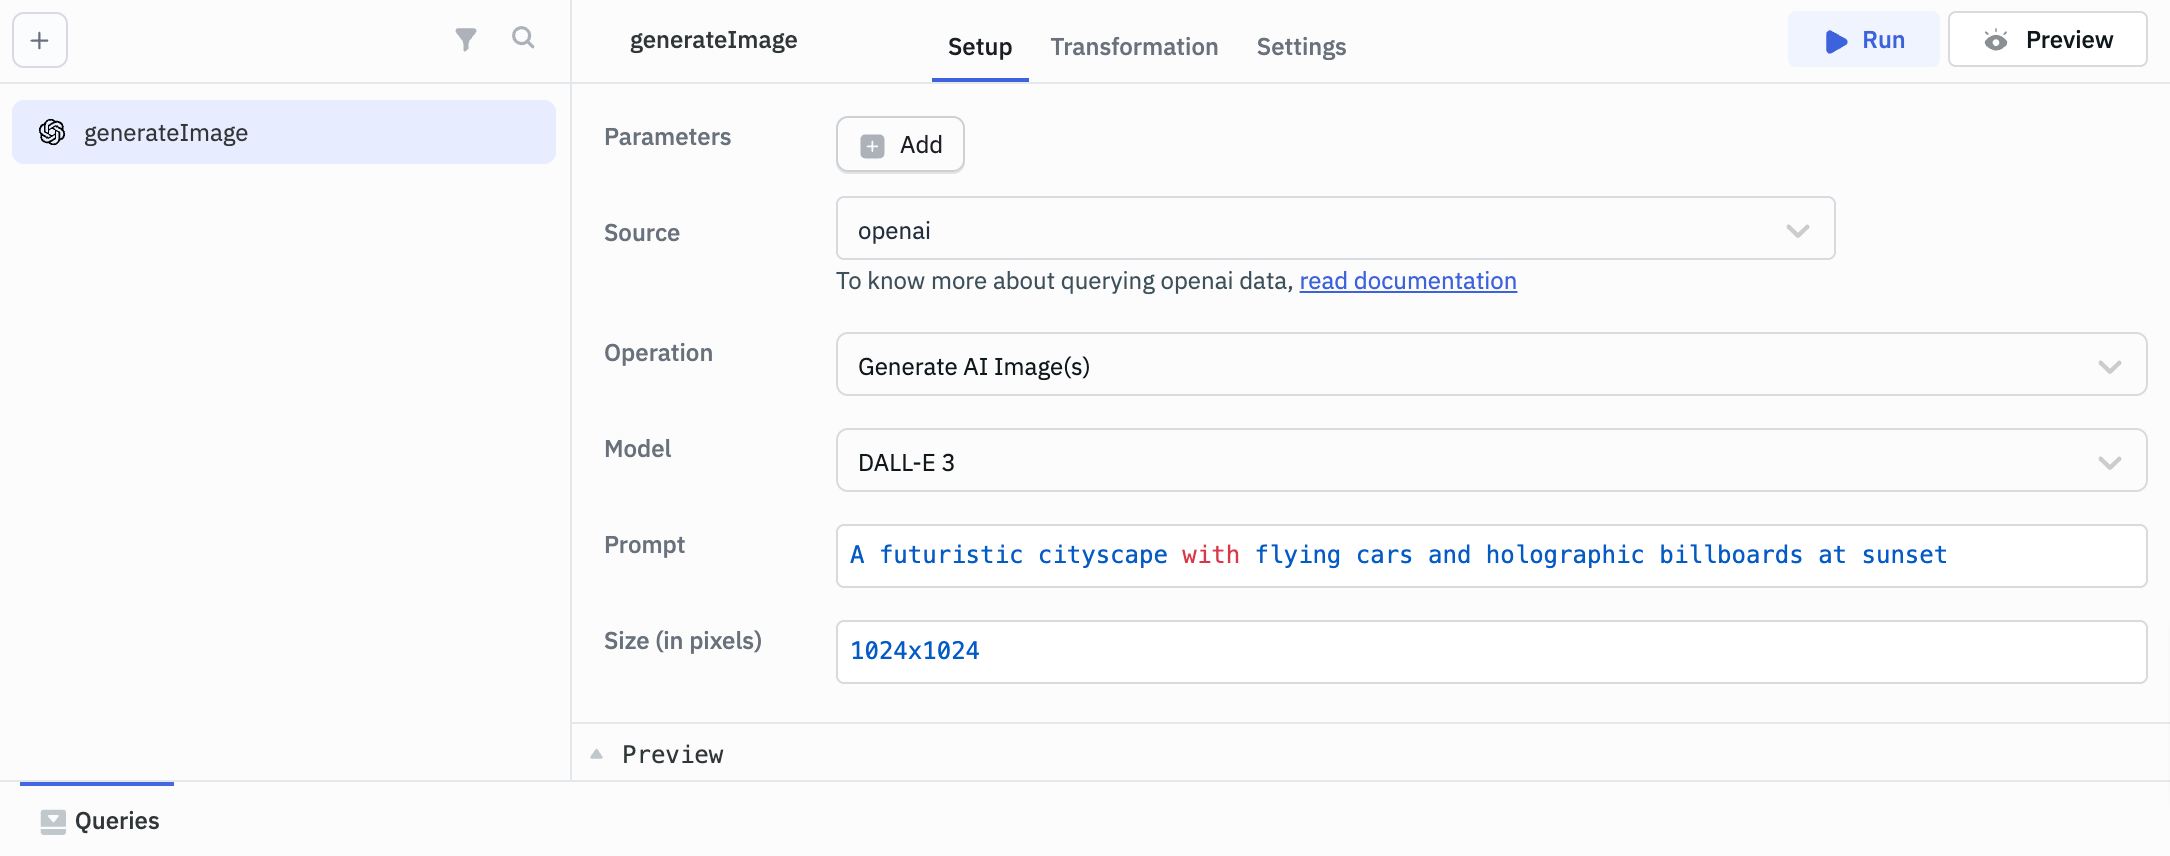 generateImage
Setup
Transformation
Settings
Run
Preview
generateImage
Parameters
Add
Source
openai
To know more about querying openai data, read documentation
Operation
Generate AI Image(s)
Model
DALL-E 3
Prompt
A futuristic cityscape with flying cars and holographic billboards at sunset
Size (in pixels)
1024x1024
Preview
Queries